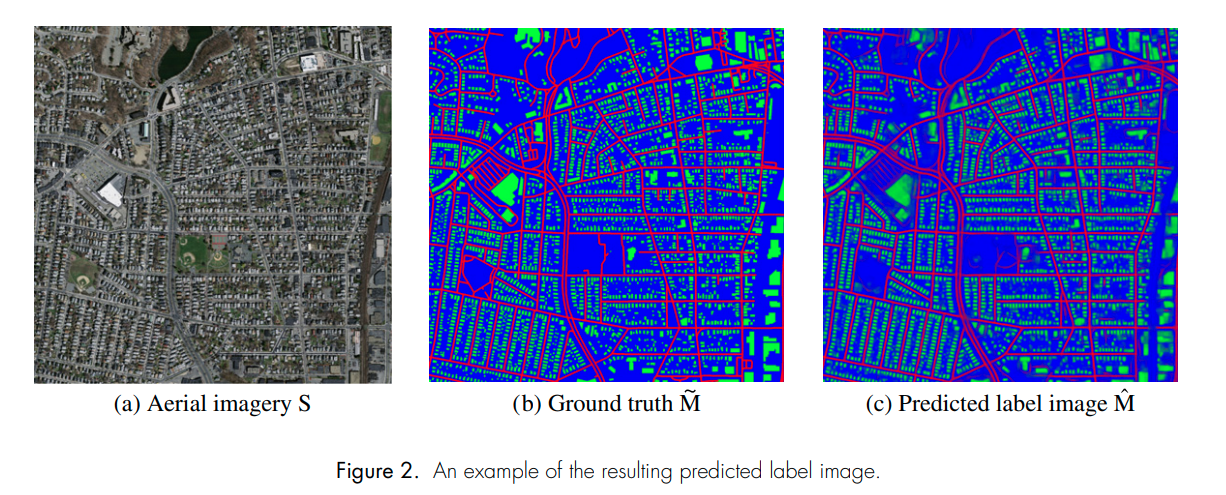 (a) Aerial imagery S
(b) Ground truth M̃
(c) Predicted label image M̂
Figure 2. An example of the resulting predicted label image.